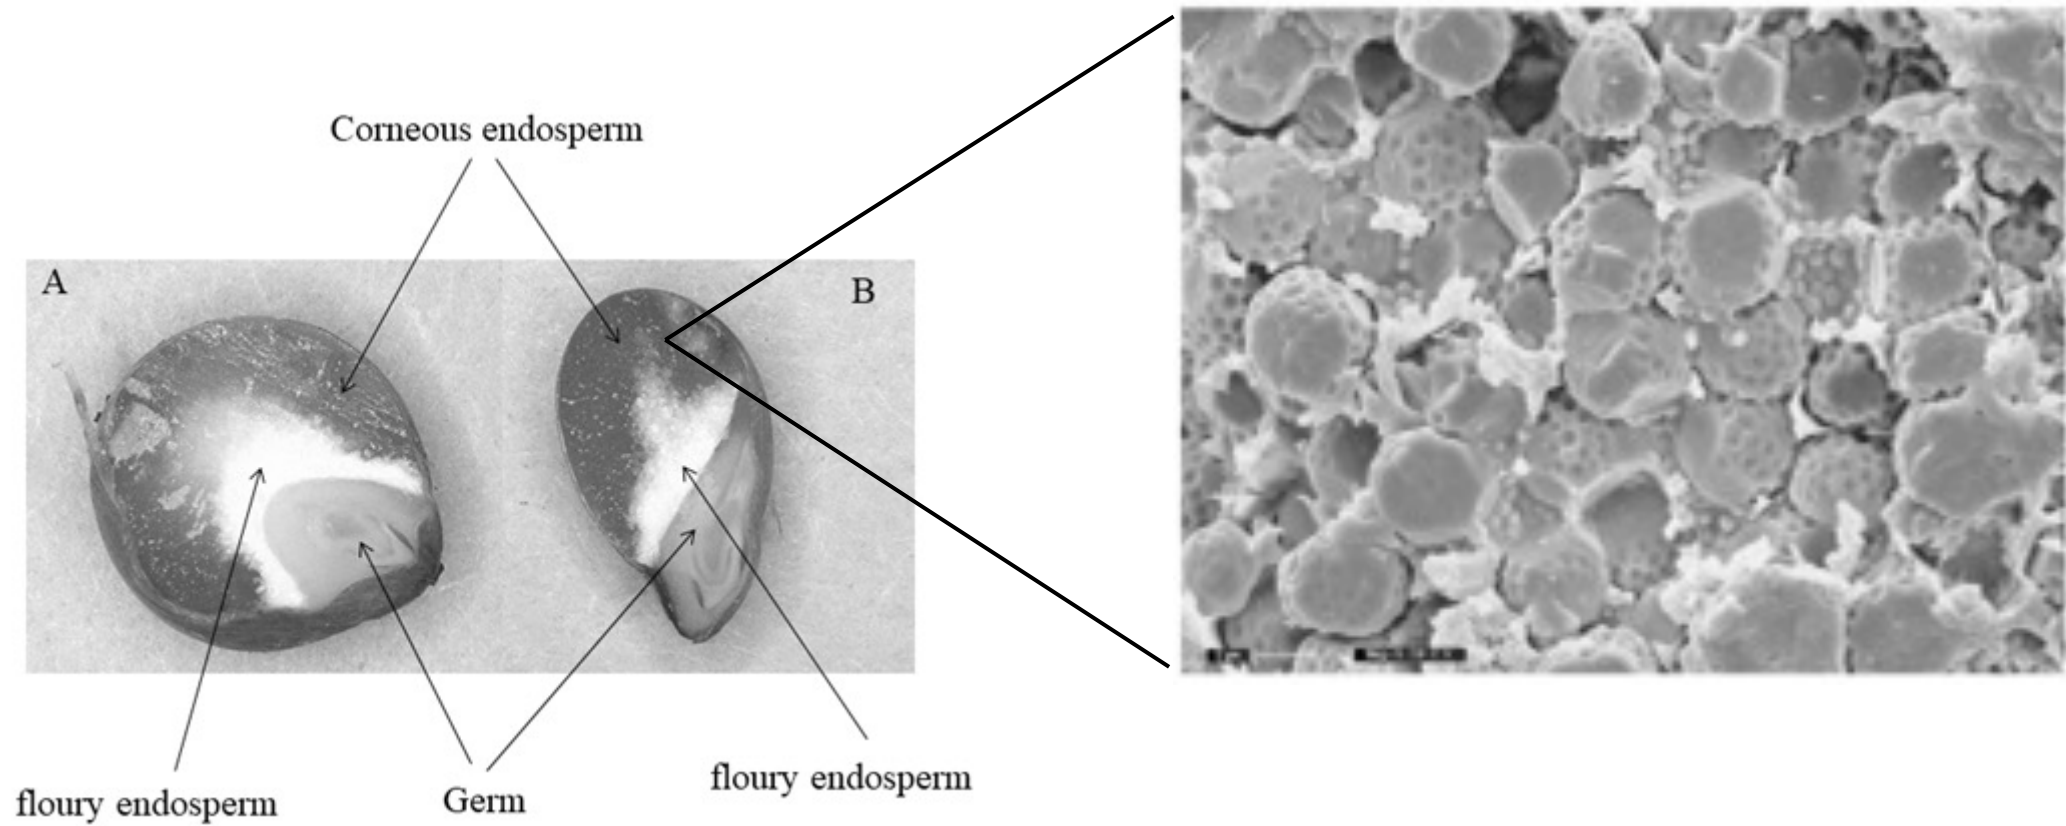 Corneous endosperm
A
B
floury endosperm
Germ
floury endosperm